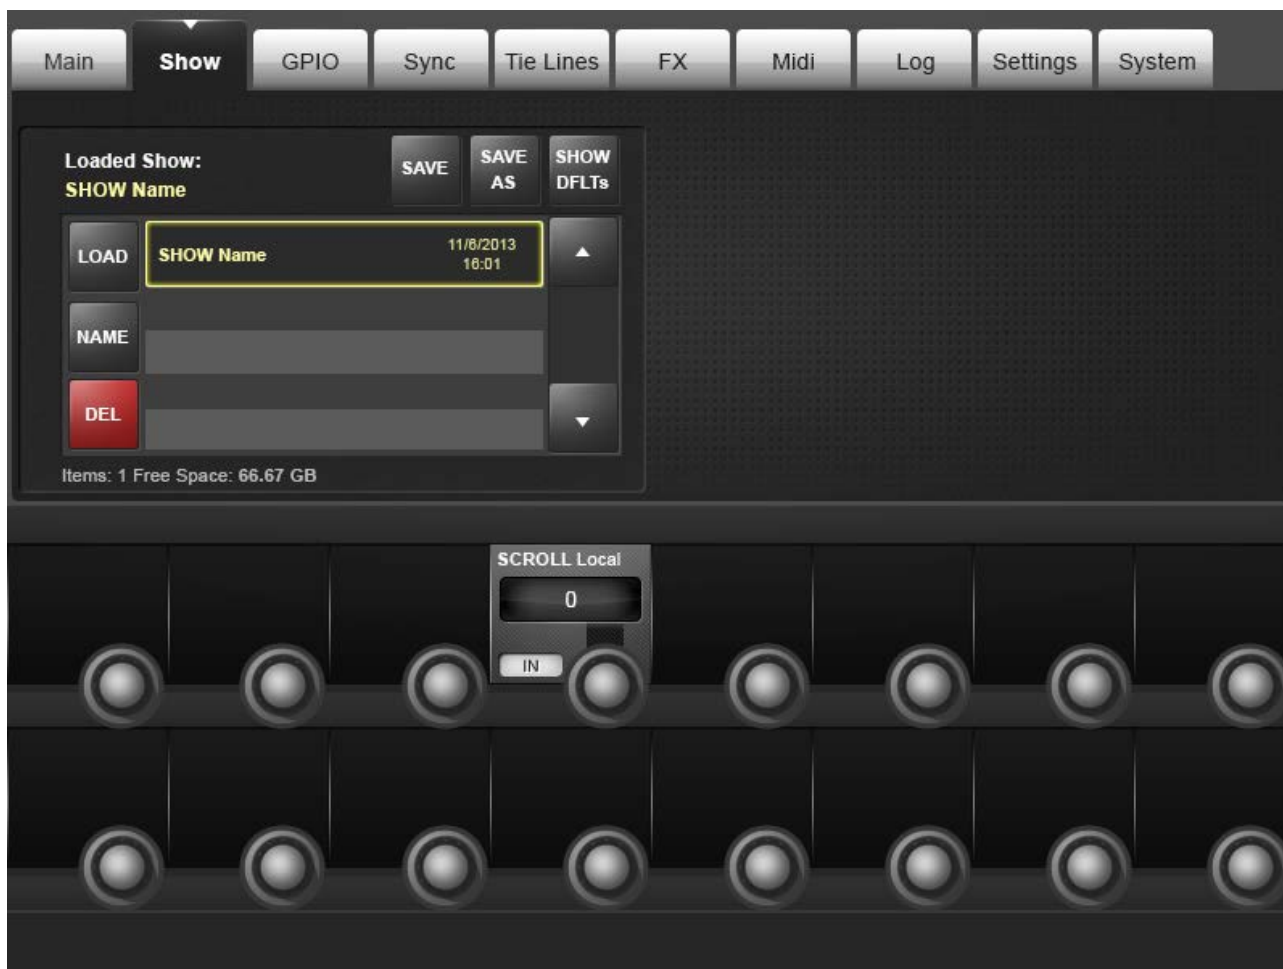 Main Show GPIO Sync Tie Lines FX Midi Log Settings System
Loaded Show:
SHOW Name
SAVE
SAVE
AS
SHOW
DFLTs
LOAD
SHOW Name
11/6/2013
16:01
NAME
DEL
Items: 1 Free Space: 66.67 GB
SCROLL Local
0
IN